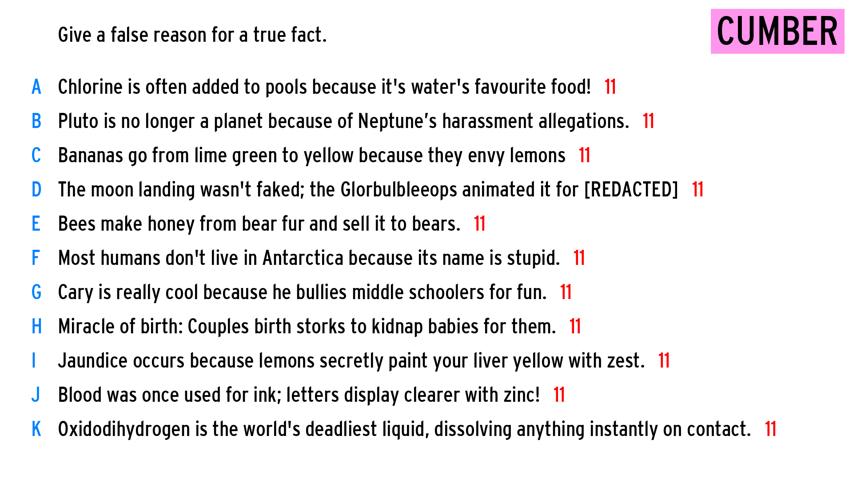 Give a false reason for a true fact.
CUMBER
A Chlorine is often added to pools because it's water's favourite food! 11
B Pluto is no longer a planet because of Neptune’s harassment allegations. 11
C Bananas go from lime green to yellow because they envy lemons 11
D The moon landing wasn't faked; the Glorbulbleeops animated it for [REDACTED] 11
E Bees make honey from bear fur and sell it to bears. 11
F Most humans don't live in Antarctica because its name is stupid. 11
G Cary is really cool because he bullies middle schoolers for fun. 11
H Miracle of birth: Couples birth storks to kidnap babies for them. 11
I Jaundice occurs because lemons secretly paint your liver yellow with zest. 11
J Blood was once used for ink; letters display clearer with zinc! 11
K Oxidodihydrogen is the world's deadliest liquid, dissolving anything instantly on contact. 11